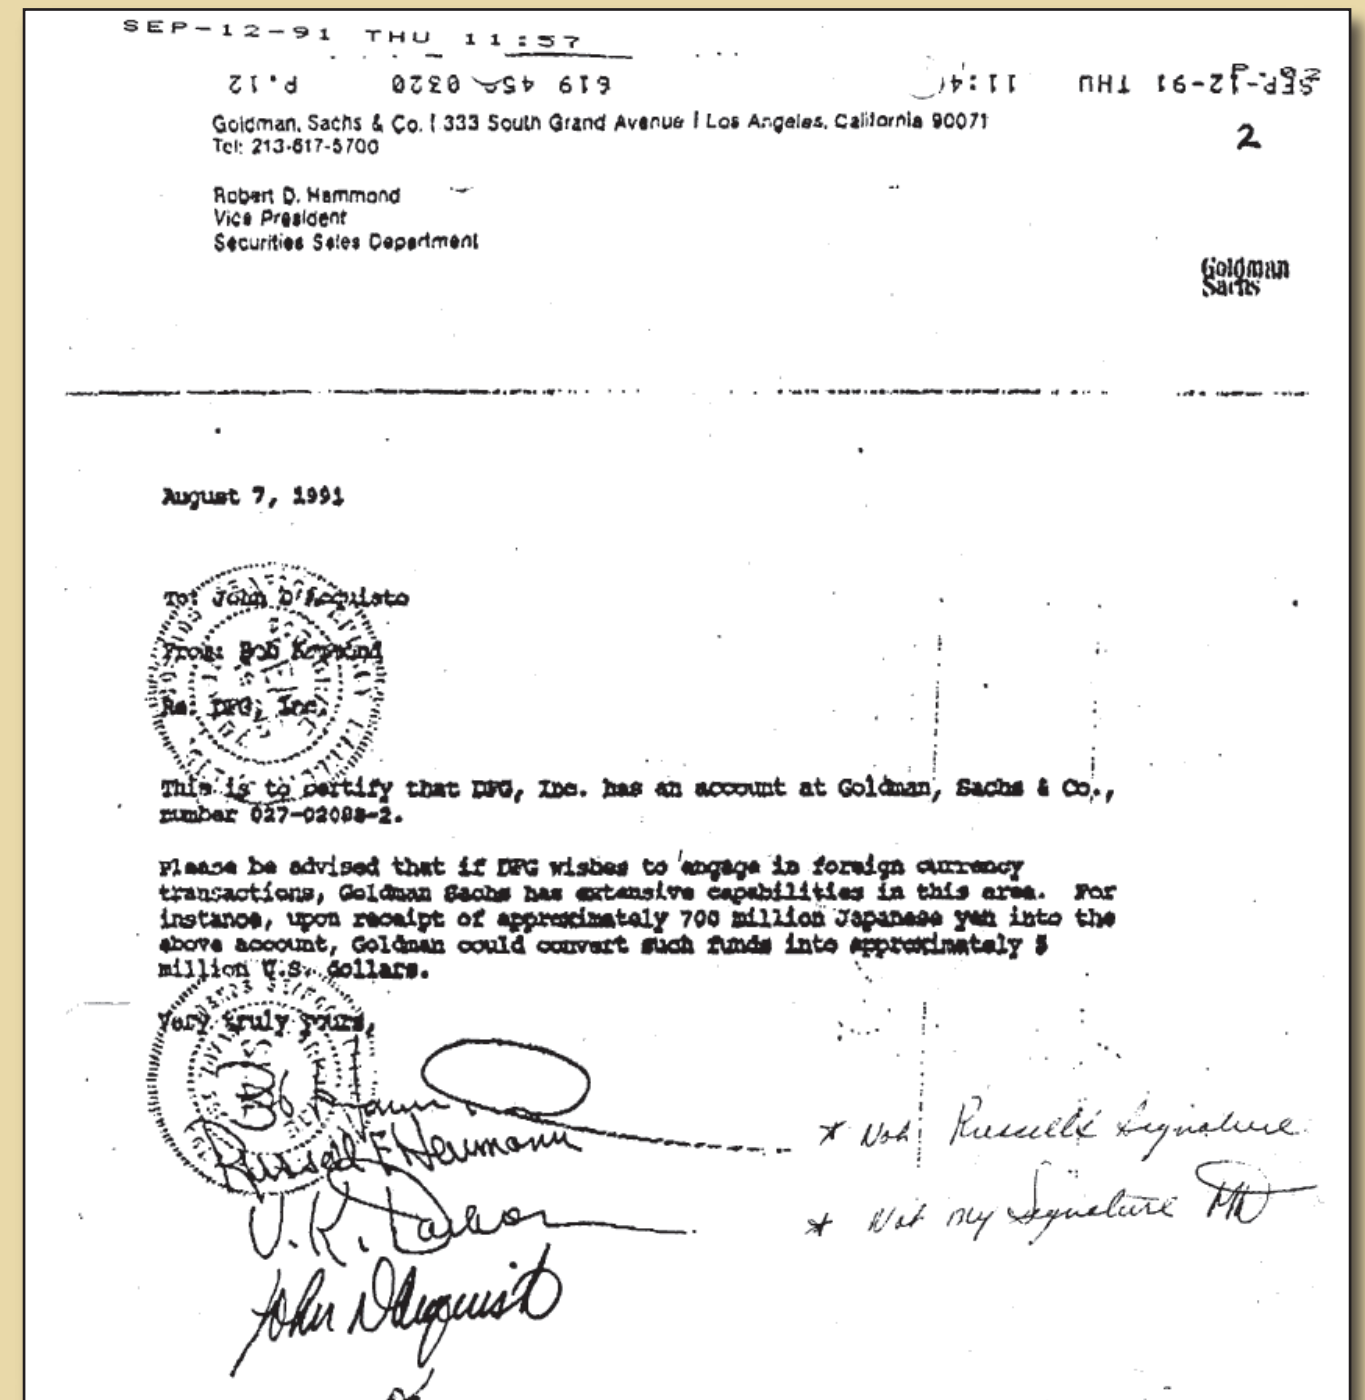 SEP-12-91 THU 11:57
SEP-12-91 THU 11:4 619 45 0320 P.12
Goldman, Sachs & Co. | 333 South Grand Avenue | Los Angeles, California 90071
Tel: 213-617-5700
2
Robert D. Hammond
Vice President
Securities Sales Department
Goldman
Sachs
August 7, 1991
To: John D'Acquisto
From: Bob
Re: DFG, Inc.
This is to certify that DFG, Inc. has an account at Goldman, Sachs & Co.,
number 027-02088-2.
Please be advised that if DFG wishes to engage in foreign currency
transactions, Goldman Sachs has extensive capabilities in this area. For
instance, upon receipt of approximately 700 million Japanese yen into the
above account, Goldman could convert such funds into approximately 5
million U.S. dollars.
Very truly yours,
Bob
Russell F Neumann
* Not Russell's Signature
J. K.
* Not my Signature
John D'Acquisto